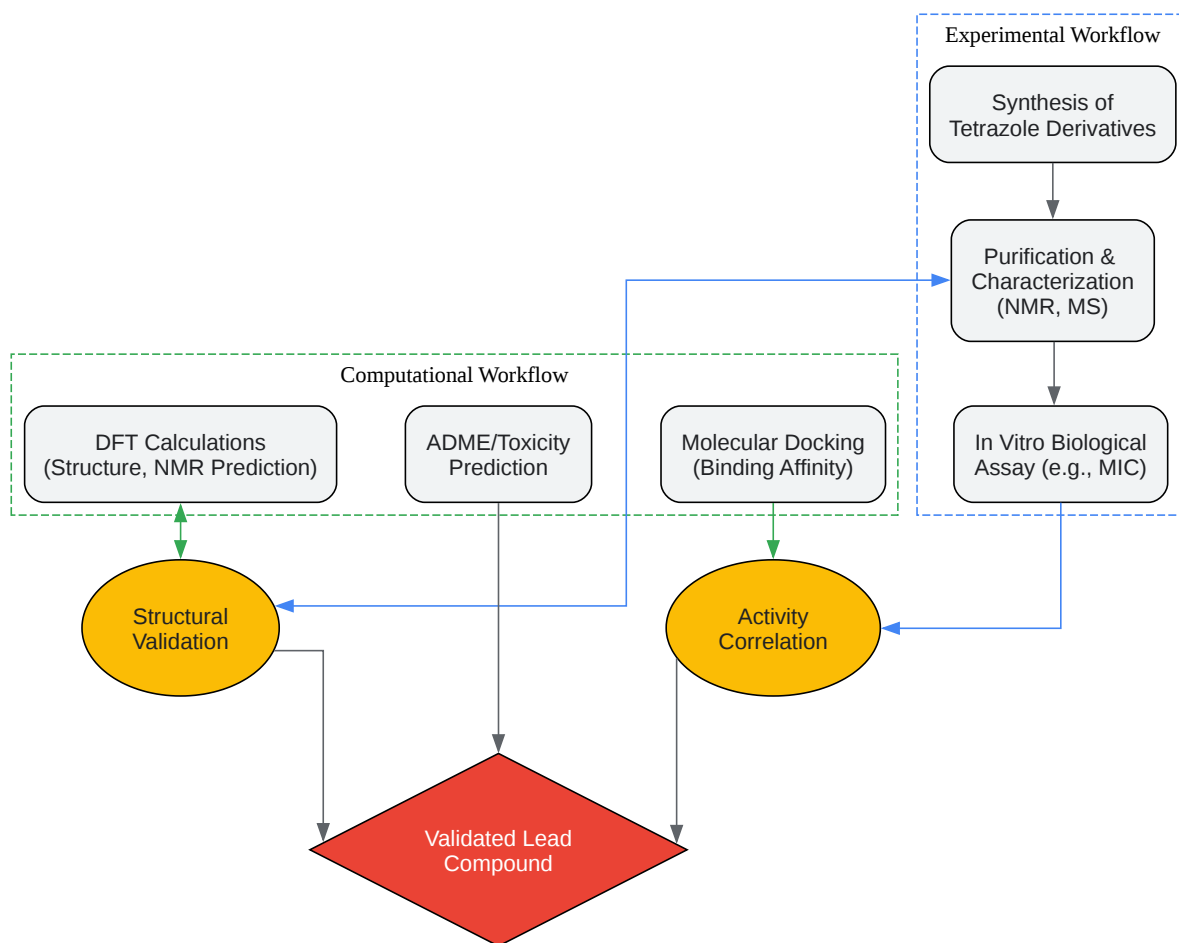 Experimental Workflow
Synthesis of
Tetrazole Derivatives
Purification &
Characterization
(NMR, MS)
Computational Workflow
DFT Calculations
(Structure, NMR Prediction)
ADME/Toxicity
Prediction
Molecular Docking
(Binding Affinity)
In Vitro Biological
Assay (e.g., MIC)
Structural
Validation
Activity
Correlation
Validated Lead
Compound